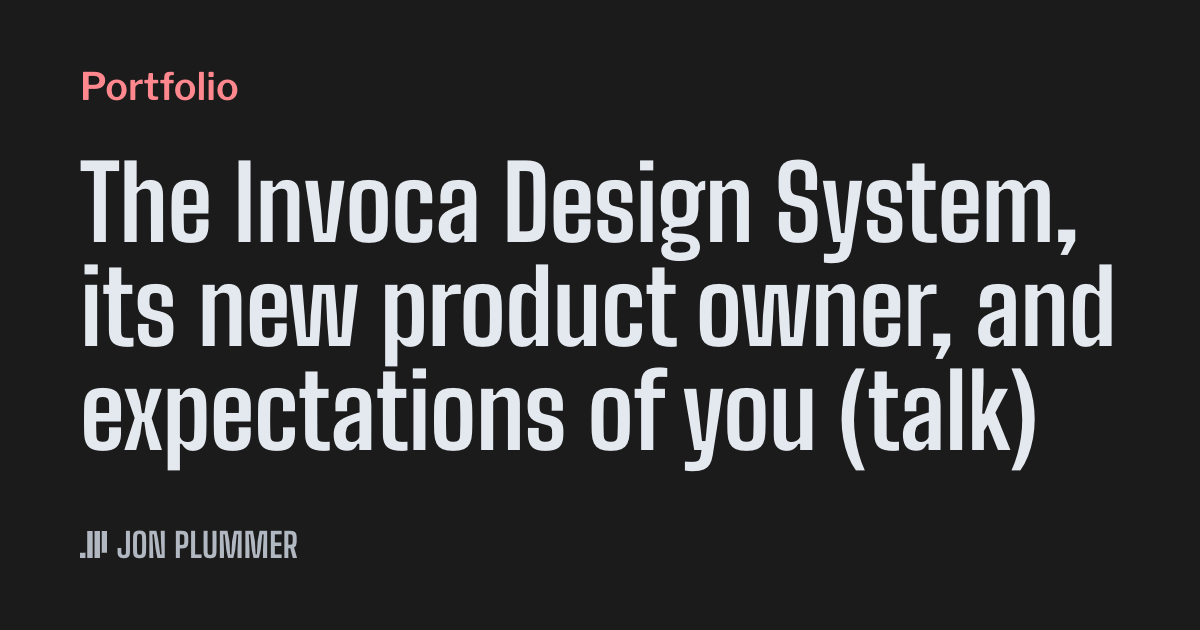 Portfolio
The Invoca Design System,
its new product owner, and
expectations of you (talk)
JON PLUMMER